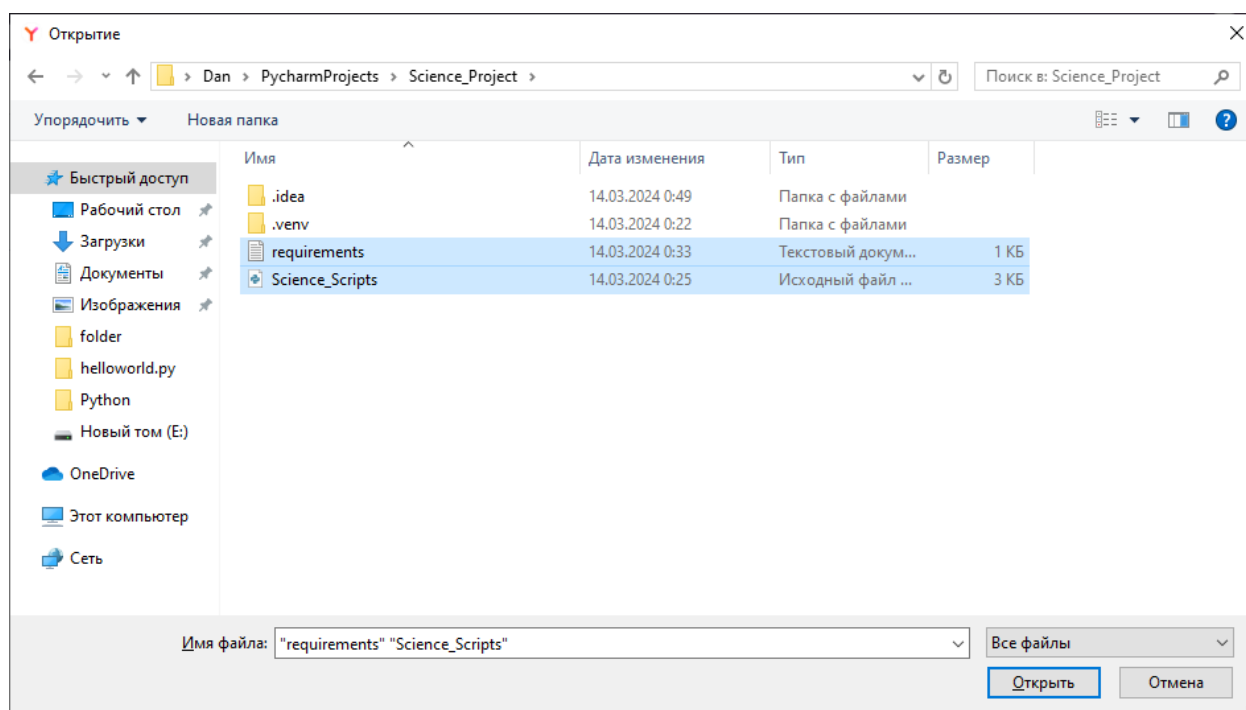 Открытие
Dan > PycharmProjects > Science_Project >
Поиск в: Science_Project
Упорядочить
Новая папка
Имя
Дата изменения
Тип
Размер
Быстрый доступ
Рабочий стол
Загрузки
Документы
Изображения
folder
helloworld.py
Python
Новый том (E:)
OneDrive
Этот компьютер
Сеть
.idea 14.03.2024 0:49 Папка с файлами
.venv 14.03.2024 0:22 Папка с файлами
requirements 14.03.2024 0:33 Текстовый докум... 1 КБ
Science_Scripts 14.03.2024 0:25 Исходный файл ... 3 КБ
Имя файла: "requirements" "Science_Scripts"
Все файлы
Открыть
Отмена